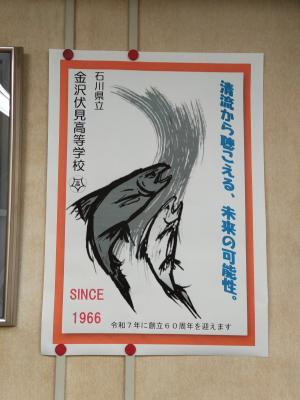 清流から聴こえる、未来の可能性。
石川県立
金沢伏見高等学校
SINCE
1966
令和7年に創立60周年を迎えます